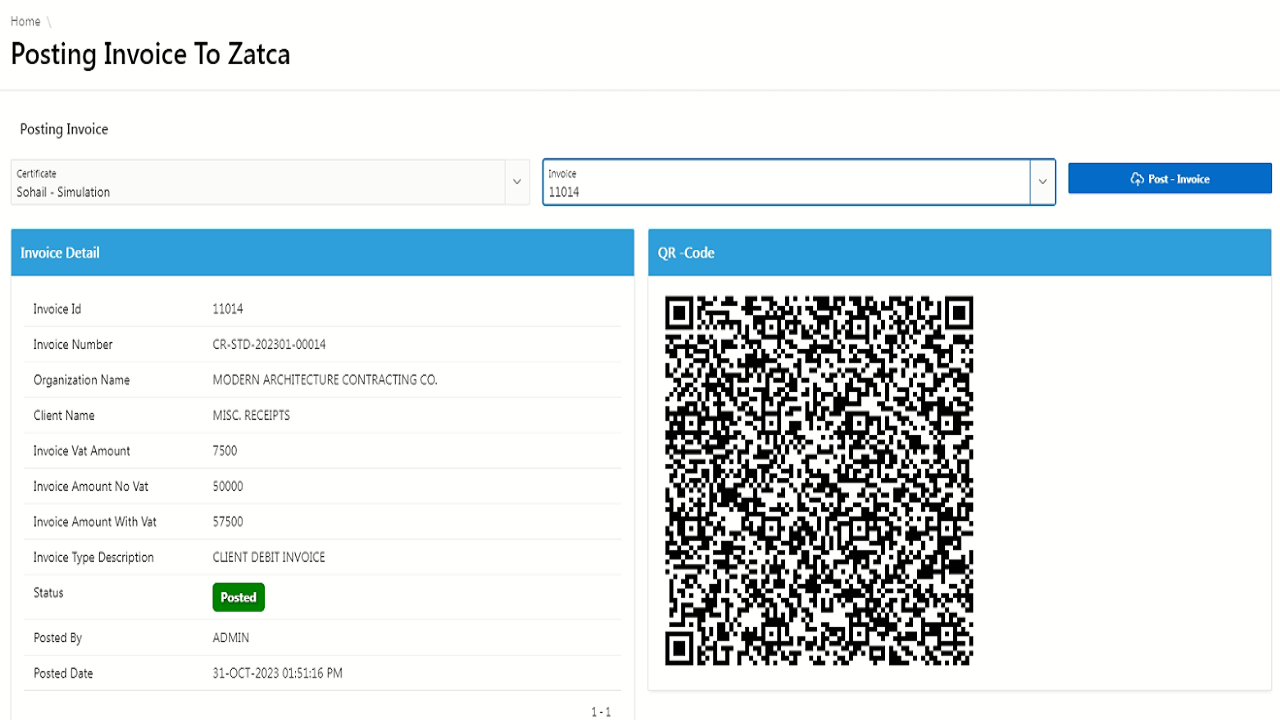 Home \
Posting Invoice To Zatca
Posting Invoice
Certificate
Sohail - Simulation
Invoice
11014
Post - Invoice
Invoice Detail
Invoice Id 11014
Invoice Number CR-STD-202301-00014
Organization Name MODERN ARCHITECTURE CONTRACTING CO.
Client Name MISC. RECEIPTS
Invoice Vat Amount 7500
Invoice Amount No Vat 50000
Invoice Amount With Vat 57500
Invoice Type Description CLIENT DEBIT INVOICE
Status Posted
Posted By ADMIN
Posted Date 31-OCT-2023 01:51:16 PM
1 - 1
QR -Code